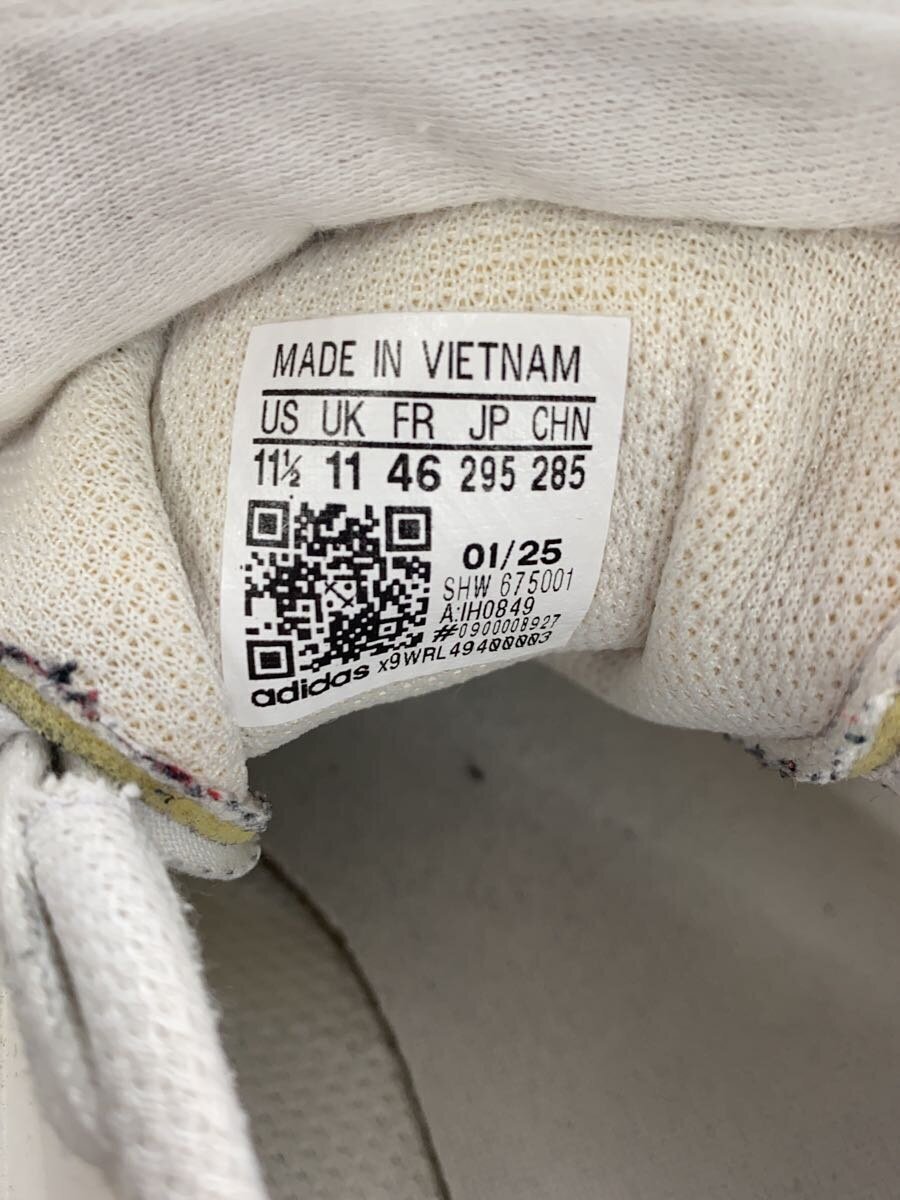 MADE IN VIETNAM
US UK FR JP CHN
11½ 11 46 295 285
01/25
SHW 675001
A:IH0849
#0900008927
x9WRL49400003
adidas